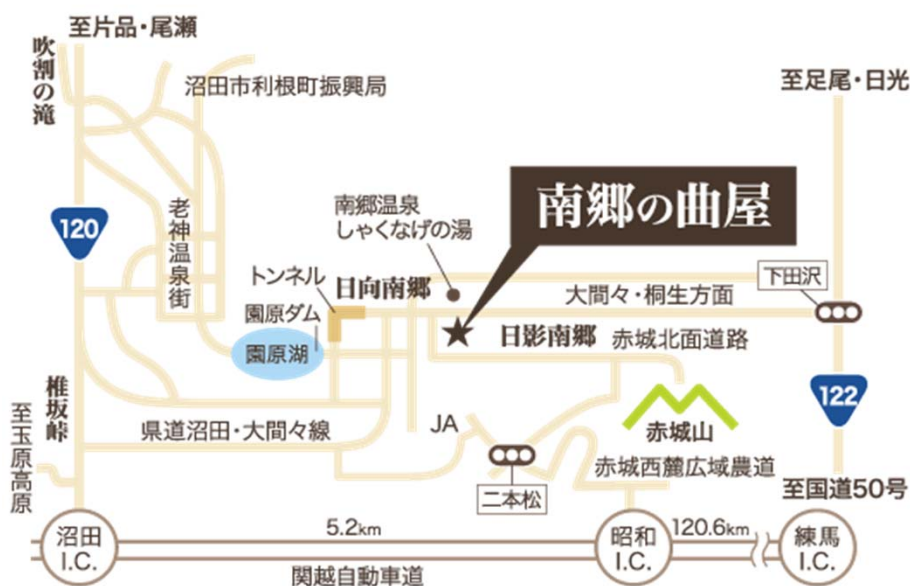 至片品・尾瀬
吹割の滝
沼田市利根町振興局
至足尾・日光
120
老神温泉街
南郷温泉
しゃくなげの湯
南郷の曲屋
トンネル
日向南郷
下田沢
大間々・桐生方面
園原ダム
園原湖
日影南郷
赤城北面道路
椎坂峠
至玉原高原
122
県道沼田・大間々線
JA
赤城山
二本松
赤城西麓広域農道
至国道50号
沼田
I.C.
5.2km
昭和
I.C.
120.6km
練馬
I.C.
関越自動車道